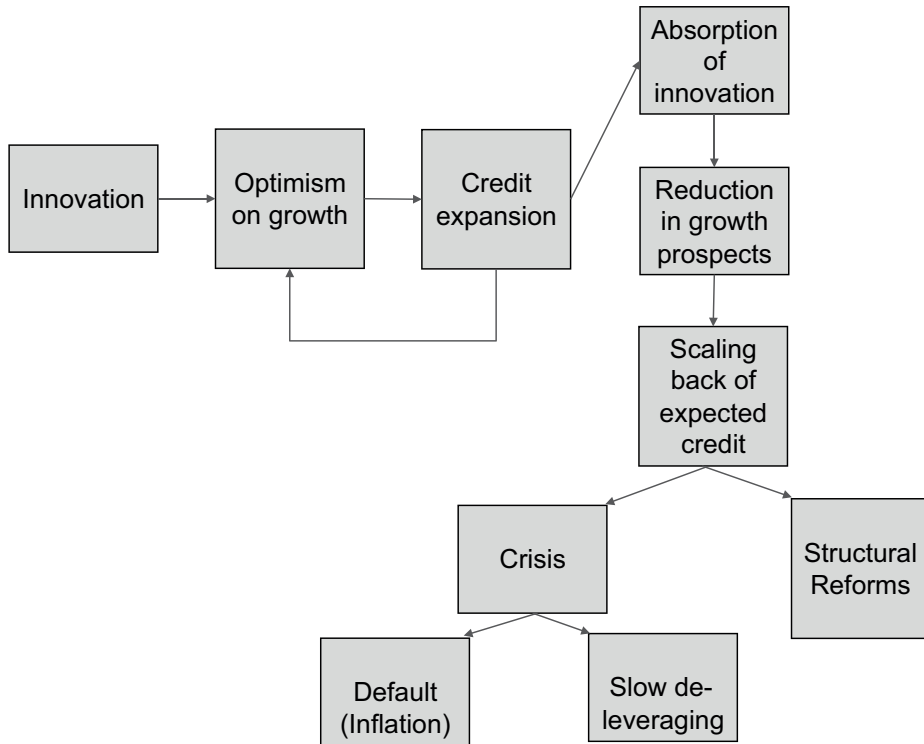 Absorption
of
innovation
Innovation
Optimism
on growth
Credit
expansion
Reduction
in growth
prospects
Scaling
back of
expected
credit
Crisis
Structural
Reforms
Default
(Inflation)
Slow de-
leveraging